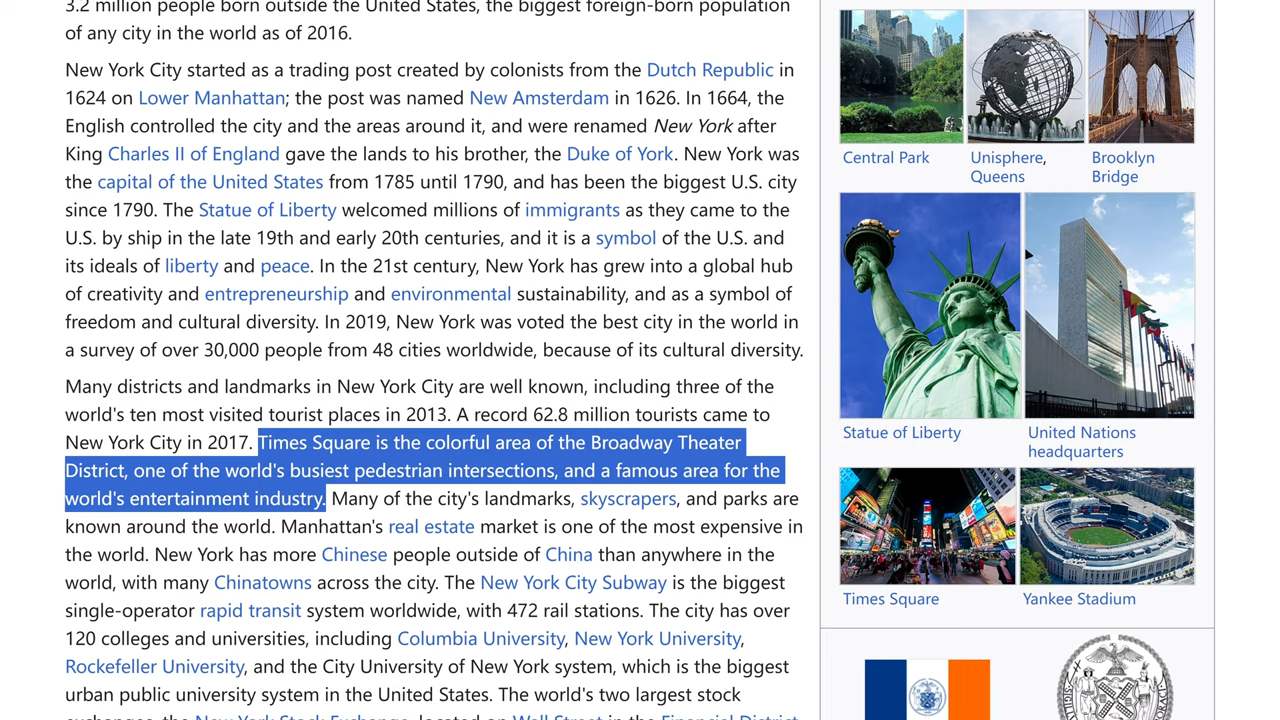 3.2 million people born outside the United States, the biggest foreign-born population
of any city in the world as of 2016.
New York City started as a trading post created by colonists from the Dutch Republic in
1624 on Lower Manhattan; the post was named New Amsterdam in 1626. In 1664, the
English controlled the city and the areas around it, and were renamed New York after
King Charles II of England gave the lands to his brother, the Duke of York. New York was
the capital of the United States from 1785 until 1790, and has been the biggest U.S. city
since 1790. The Statue of Liberty welcomed millions of immigrants as they came to the
U.S. by ship in the late 19th and early 20th centuries, and it is a symbol of the U.S. and
its ideals of liberty and peace. In the 21st century, New York has grew into a global hub
of creativity and entrepreneurship and environmental sustainability, and as a symbol of
freedom and cultural diversity. In 2019, New York was voted the best city in the world in
a survey of over 30,000 people from 48 cities worldwide, because of its cultural diversity.
Many districts and landmarks in New York City are well known, including three of the
world's ten most visited tourist places in 2013. A record 62.8 million tourists came to
New York City in 2017. Times Square is the colorful area of the Broadway Theater
District, one of the world's busiest pedestrian intersections, and a famous area for the
world's entertainment industry. Many of the city's landmarks, skyscrapers, and parks are
known around the world. Manhattan's real estate market is one of the most expensive in
the world. New York has more Chinese people outside of China than anywhere in the
world, with many Chinatowns across the city. The New York City Subway is the biggest
single-operator rapid transit system worldwide, with 472 rail stations. The city has over
120 colleges and universities, including Columbia University, New York University,
Rockefeller University, and the City University of New York system, which is the biggest
urban public university system in the United States. The world's two largest stock
exchanges, the New York Stock Exchange, located on Wall Street in the Financial District
Central Park
Unisphere,
Queens
Brooklyn
Bridge
Statue of Liberty
United Nations
headquarters
Times Square
Yankee Stadium